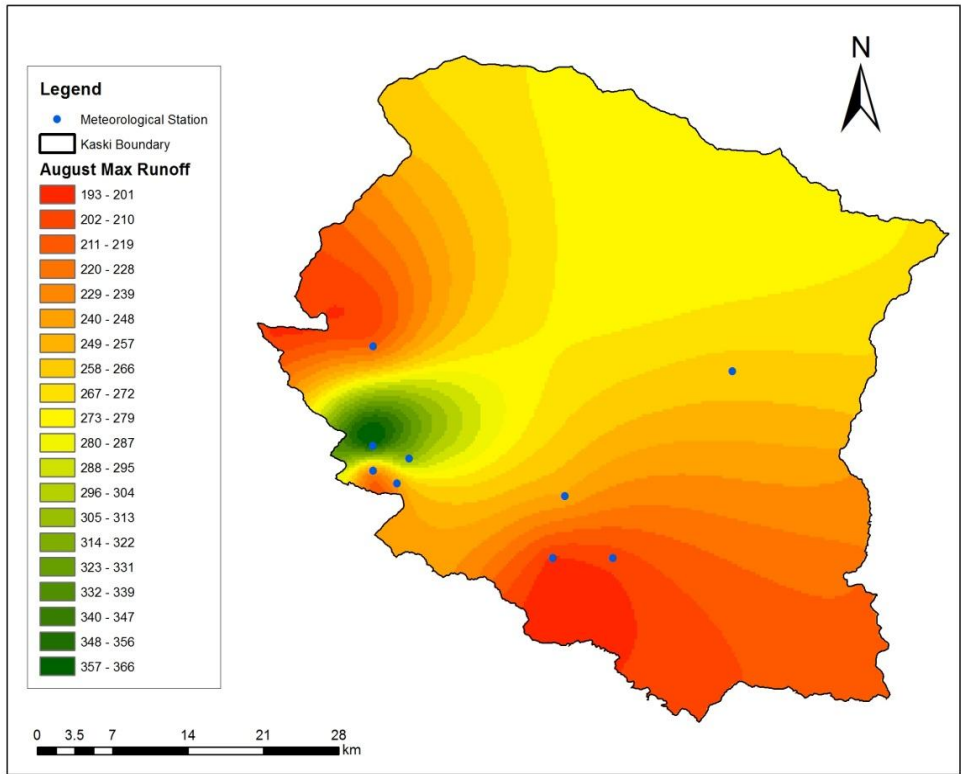 N
Legend
Meteorological Station
Kaski Boundary
August Max Runoff
193 - 201
202 - 210
211 - 219
220 - 228
229 - 239
240 - 248
249 - 257
258 - 266
267 - 272
273 - 279
280 - 287
288 - 295
296 - 304
305 - 313
314 - 322
323 - 331
332 - 339
340 - 347
348 - 356
357 - 366
0 3.5 7 14 21 28
km